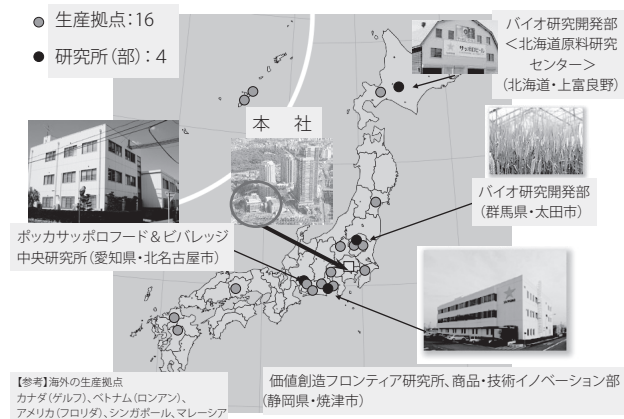 生産拠点：16
研究所（部）：4
バイオ研究開発部
＜北海道原料研究
センター＞
（北海道・上富良野）
本 社
バイオ研究開発部
（群馬県・太田市）
ポッカサッポロフード＆ビバレッジ
中央研究所（愛知県・北名古屋市）
価値創造フロンティア研究所、商品・技術イノベーション部
（静岡県・焼津市）
【参考】海外の生産拠点
カナダ（ゲルフ）、ベトナム（ロンアン）、
アメリカ（フロリダ）、シンガポール、マレーシア